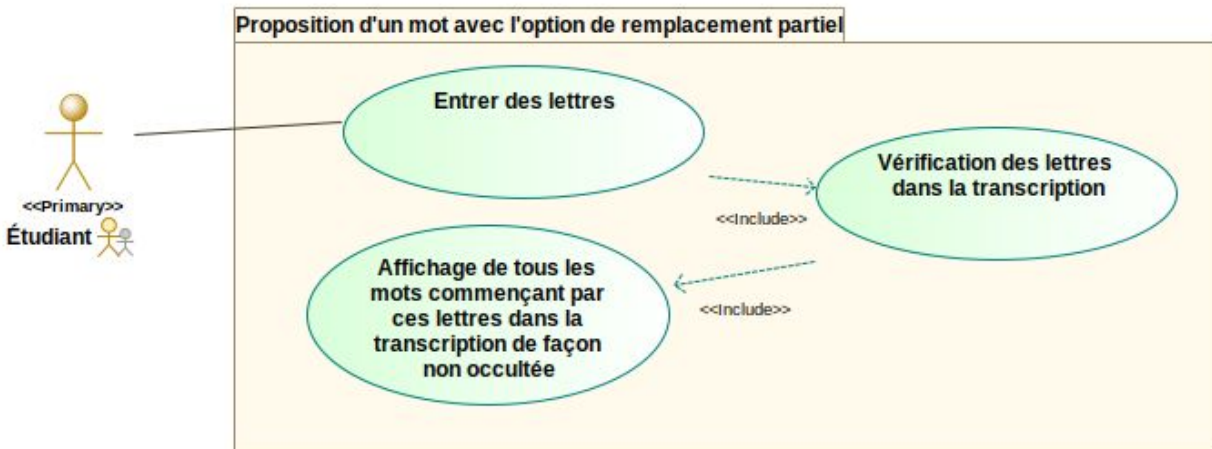 Proposition d'un mot avec l'option de remplacement partiel
Entrer des lettres
Vérification des lettres
dans la transcription
<<Primary>>
Étudiant
<<Include>>
Affichage de tous les
mots commençant par
ces lettres dans la
transcription de façon
non occultée
<<Include>>